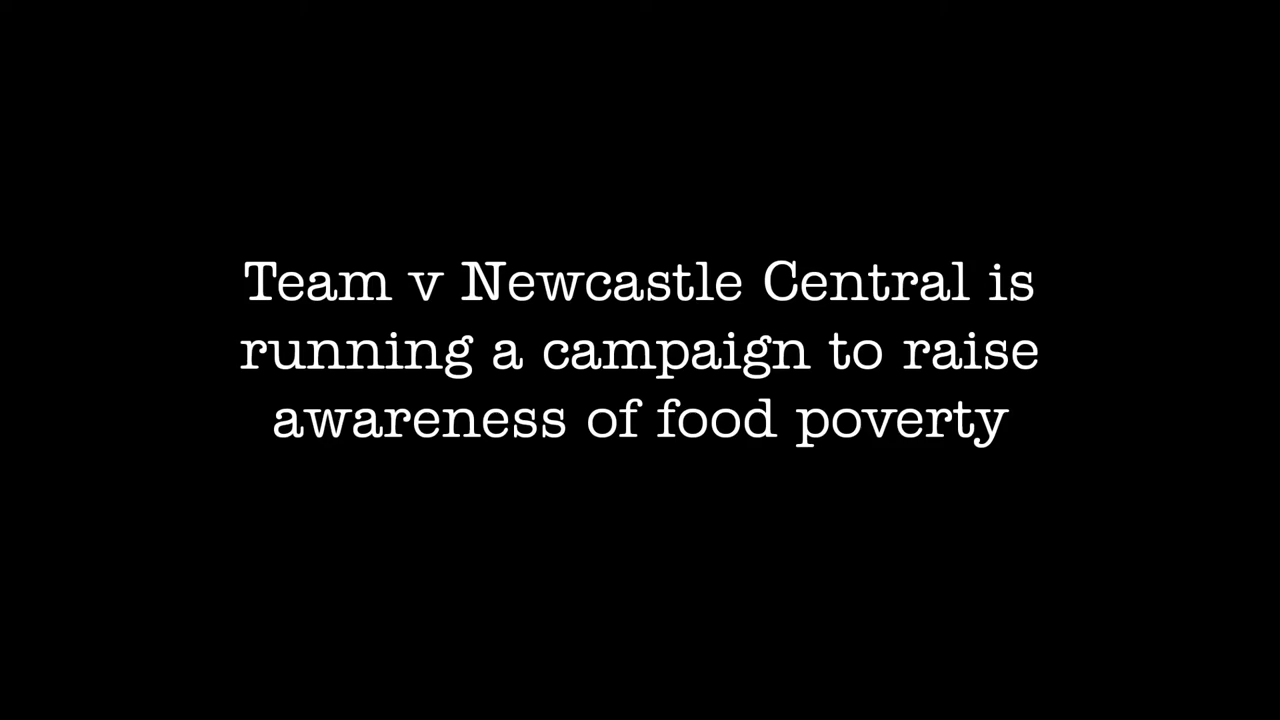 Team v Newcastle Central is
running a campaign to raise
awareness of food poverty